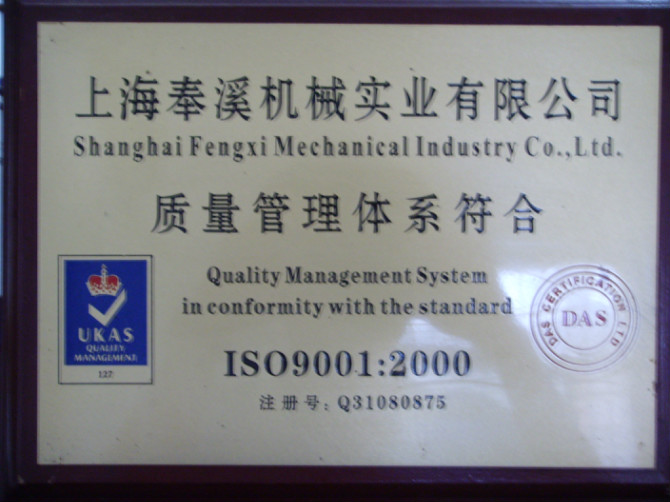 上海奉溪机械实业有限公司
Shanghai Fengxi Mechanical Industry Co.,Ltd.
质量管理体系符合
Quality Management System
in conformity with the standard
ISO9001:2000
注册号：Q31080875
UKAS
QUALITY
MANAGEMENT
127
DAS CERTIFICATION LTD
DAS